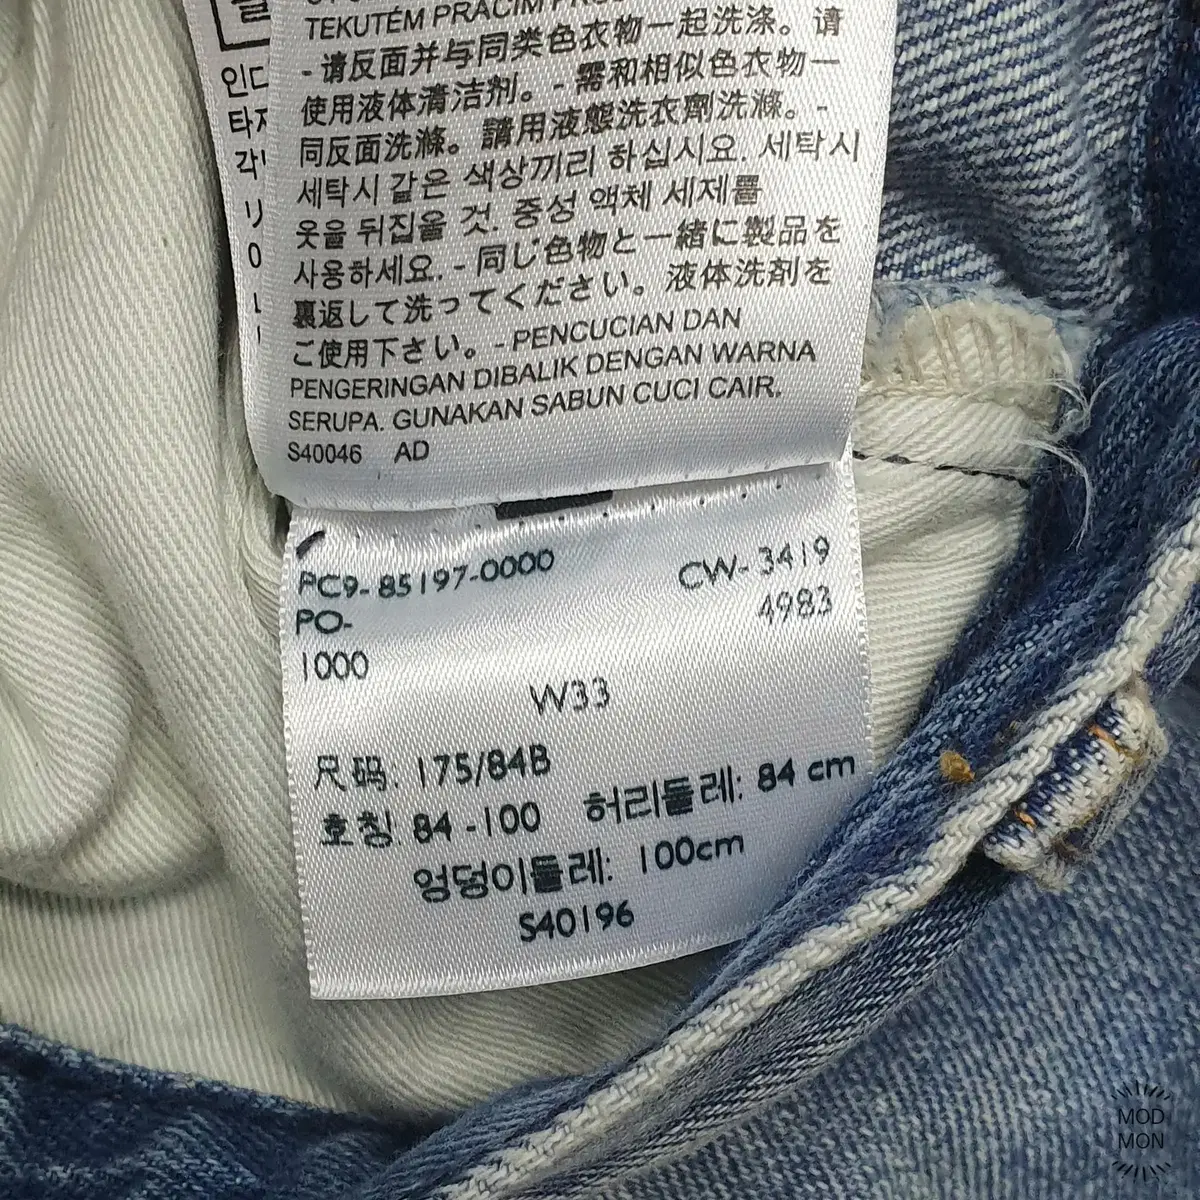 TEKUTÉM PRACÍM
- 请反面并与同类色衣物一起洗涤。请
使用液体清洁剂。- 需和相似色衣物一
同反面洗滌。請用液態洗衣劑洗滌。-
세탁시 같은 색상끼리 하십시요. 세탁시
옷을 뒤집을 것. 중성 액체 세제를
사용하세요. - 同じ色物と一緒に製品を
裏返して洗ってください。液体洗剤を
ご使用下さい。- PENCUCIAN DAN
PENGERINGAN DIBALIK DENGAN WARNA
SERUPA. GUNAKAN SABUN CUCI CAIR.
S40046 AD
PC9-85197-0000 CW-3419
PO- 4983
1000
W33
尺码. 175/84B
호칭! 84-100 허리둘레: 84 cm
엉덩이둘레: 100cm
S40196
MOD
MON